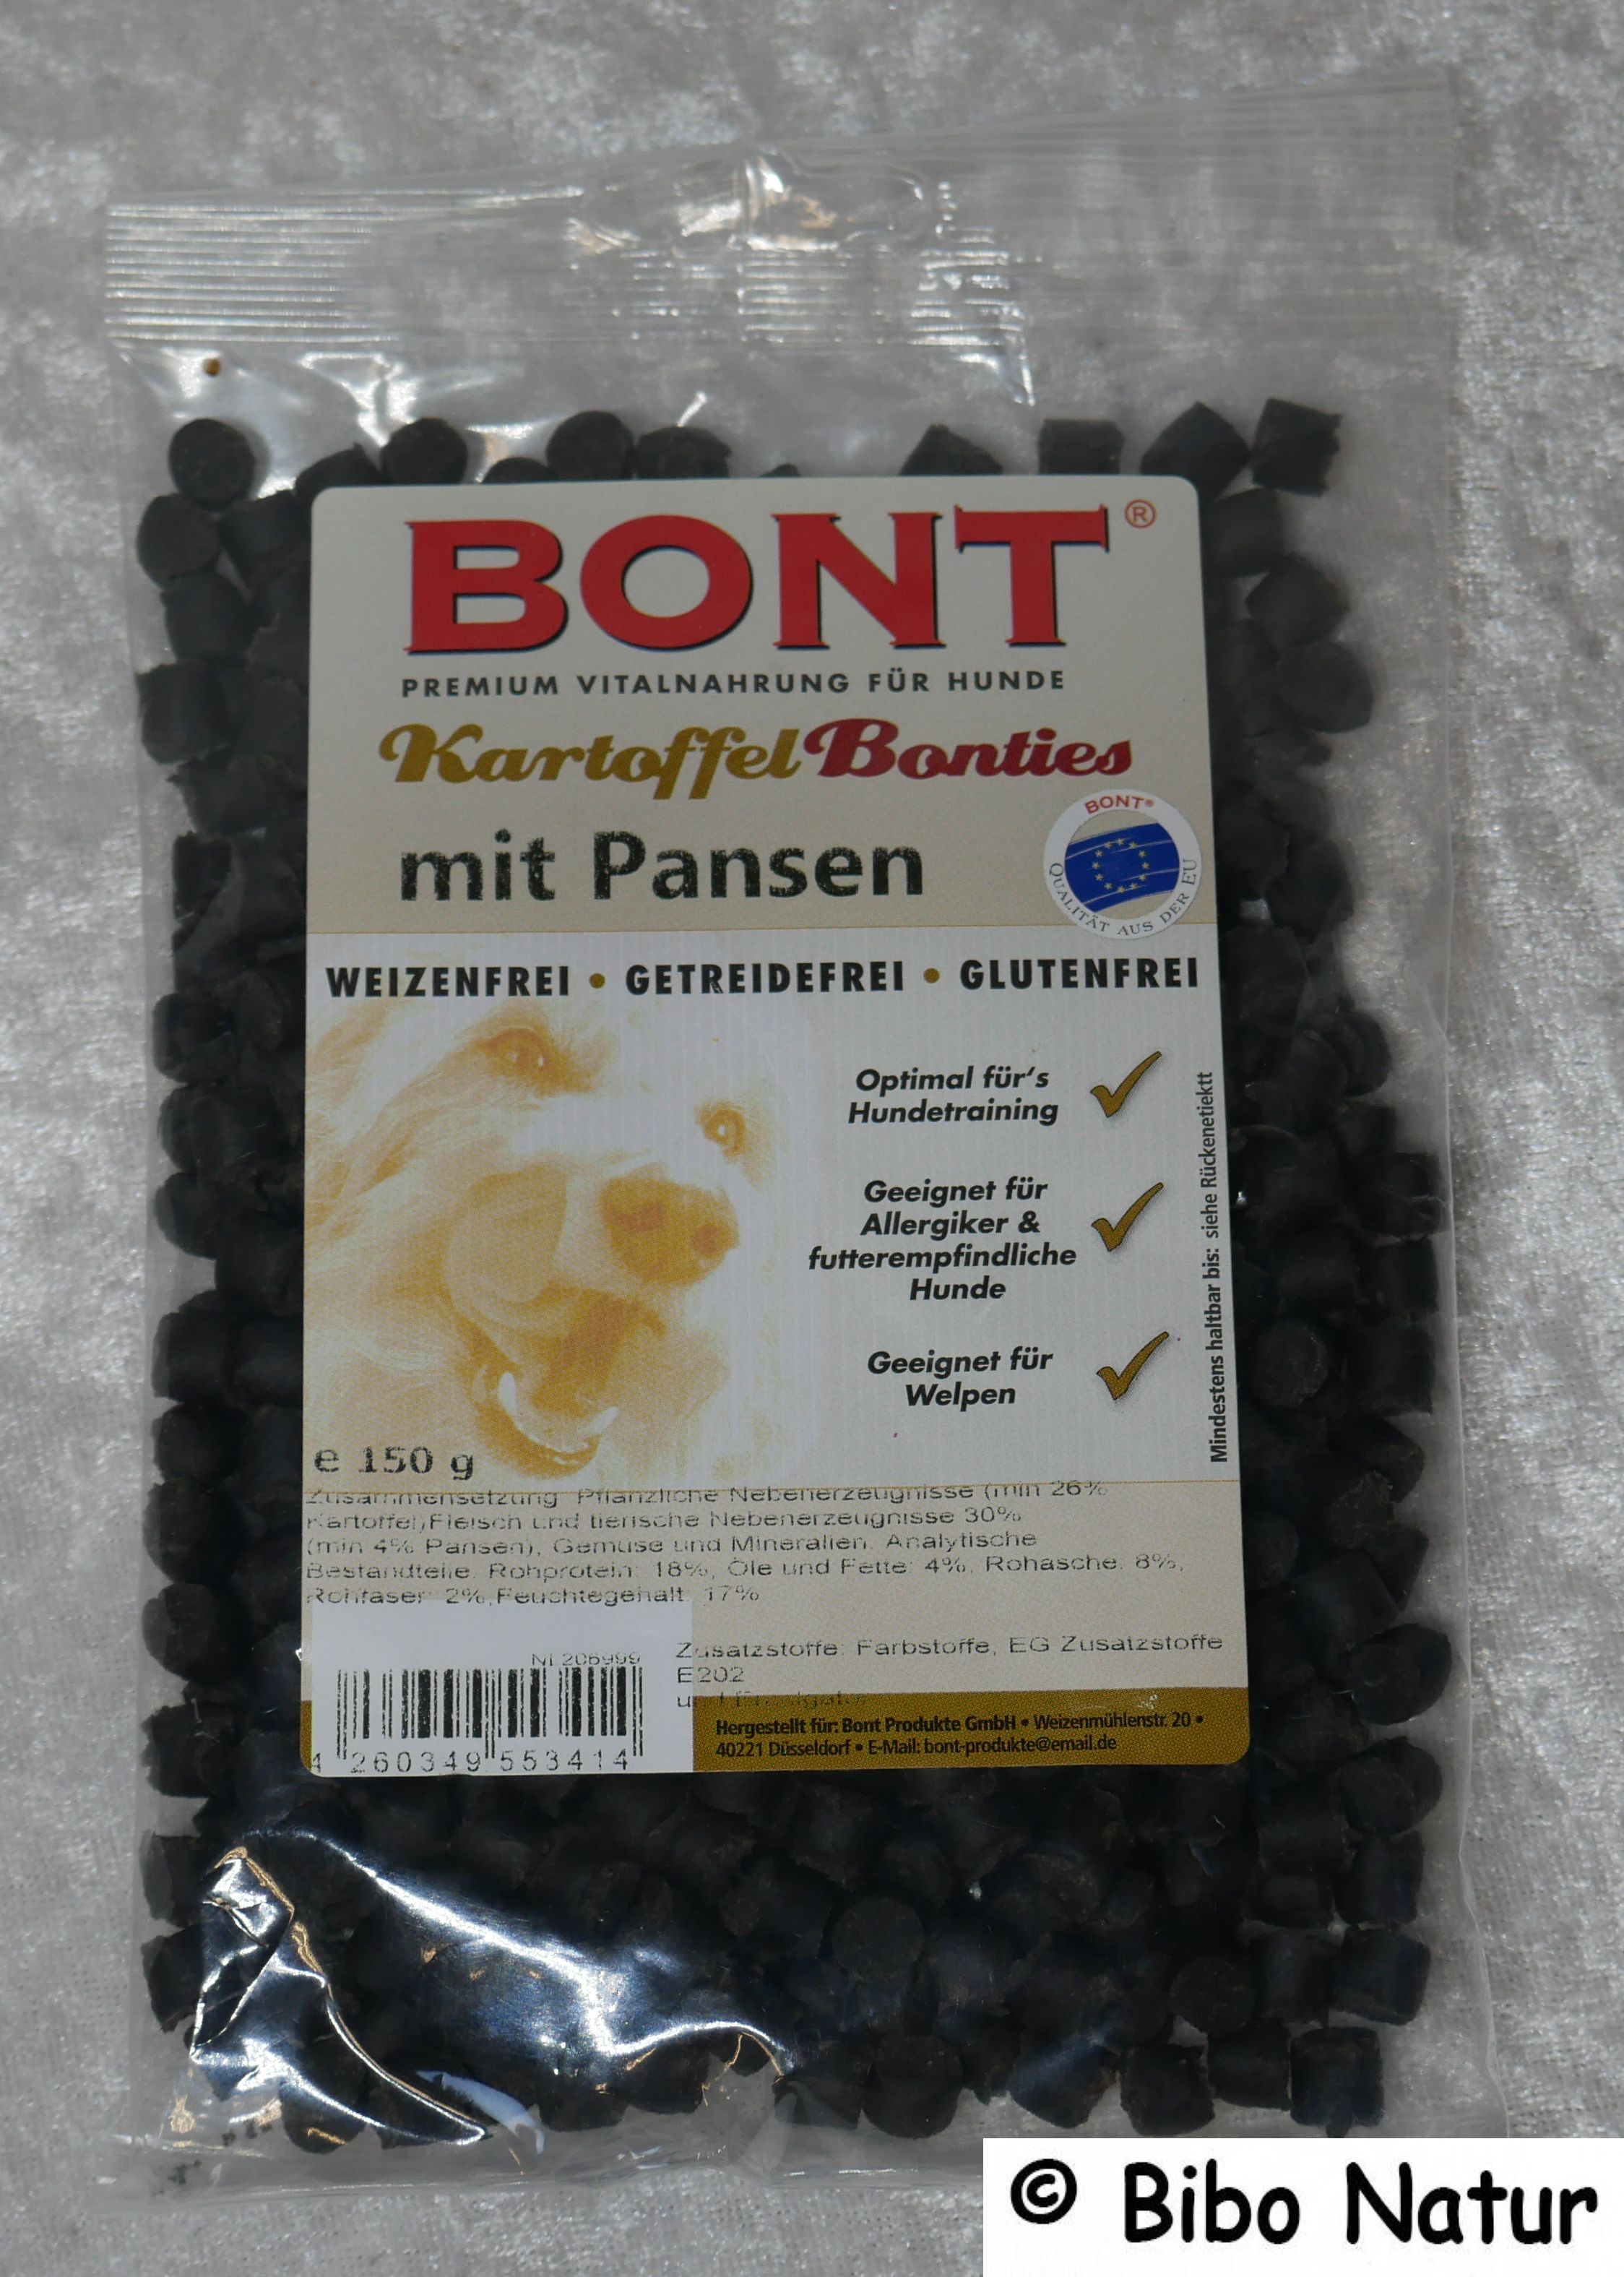 BONT®
PREMIUM VITALNAHRUNG FÜR HUNDE
KartoffelBonties
mit Pansen
BONT®
QUALITÄT AUS DER EU
WEIZENFREI • GETREIDEFREI • GLUTENFREI
Optimal für's
Hundetraining
Geeignet für
Allergiker &
futterempfindliche
Hunde
Geeignet für
Welpen
Mindestens haltbar bis: siehe Rückenetiektt
e 150 g
Zusammensetzung Pflanzliche Nebenerzeugnisse (min 26%
Kartoffel),Fleisch und tierische Nebenerzeugnisse 30%
(min 4% Pansen), Gemüse und Mineralien. Analytische
Bestandteile: Rohprotein: 18%, Öle und Fette: 4%, Rohasche: 8%,
Rohfaser: 2%,Feuchtegehalt: 17%
Zusatzstoffe: Farbstoffe, EG Zusatzstoffe
E202
NL206999
4 260349 553414
Hergestellt für: Bont Produkte GmbH • Weizenmühlenstr. 20 •
40221 Düsseldorf • E-Mail: bont-produkte@email.de
© Bibo Natur